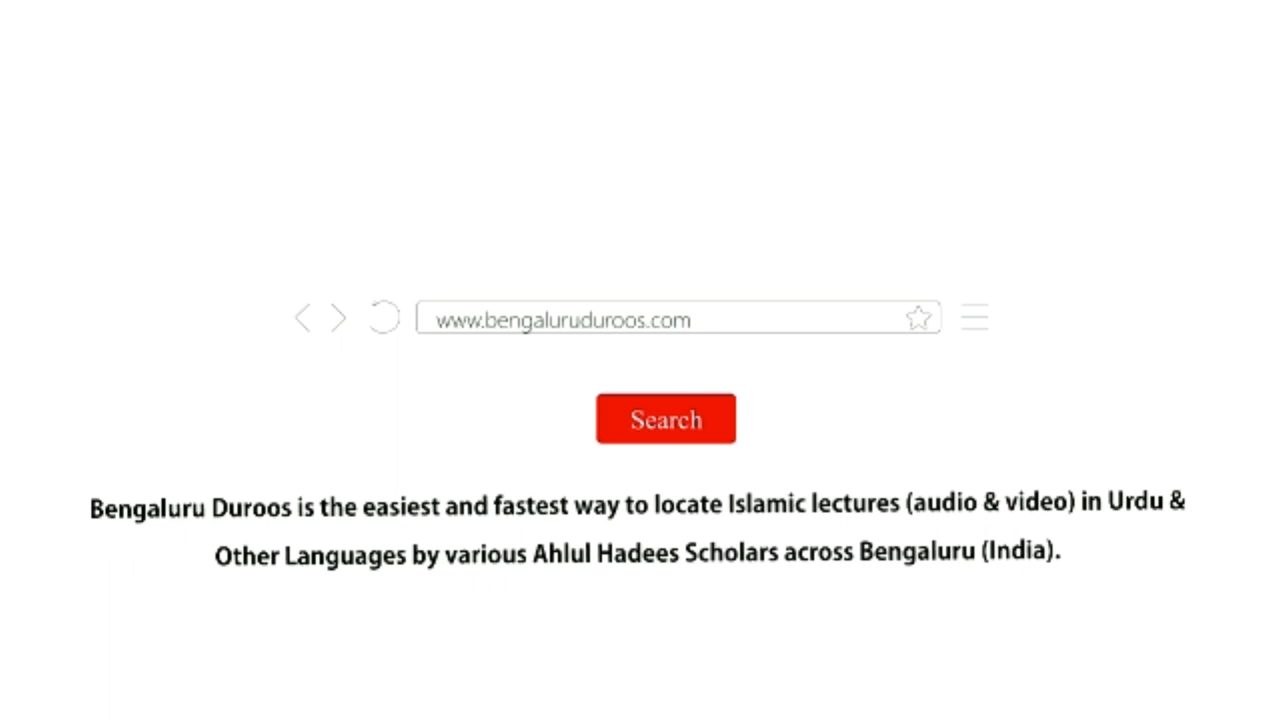 www.bengaluruduroos.com
Search
Bengaluru Duroos is the easiest and fastest way to locate Islamic lectures (audio & video) in Urdu &
Other Languages by various Ahlul Hadees Scholars across Bengaluru (India).